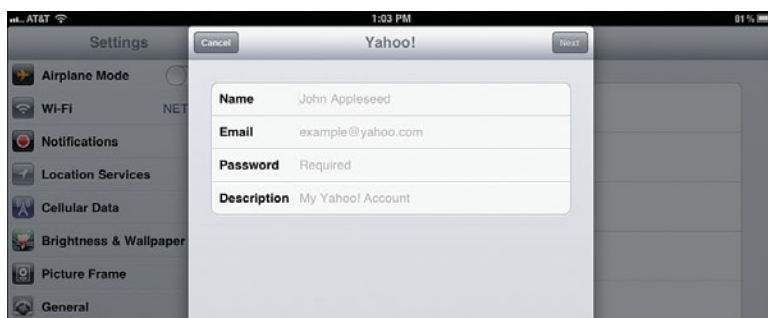 AT&T 1:03 PM 81%
Settings
Cancel Yahoo! Next
Airplane Mode
Wi-Fi NET
Notifications
Location Services
Cellular Data
Brightness & Wallpaper
Picture Frame
General
Name John Appleseed
Email example@yahoo.com
Password Required
Description My Yahoo! Account